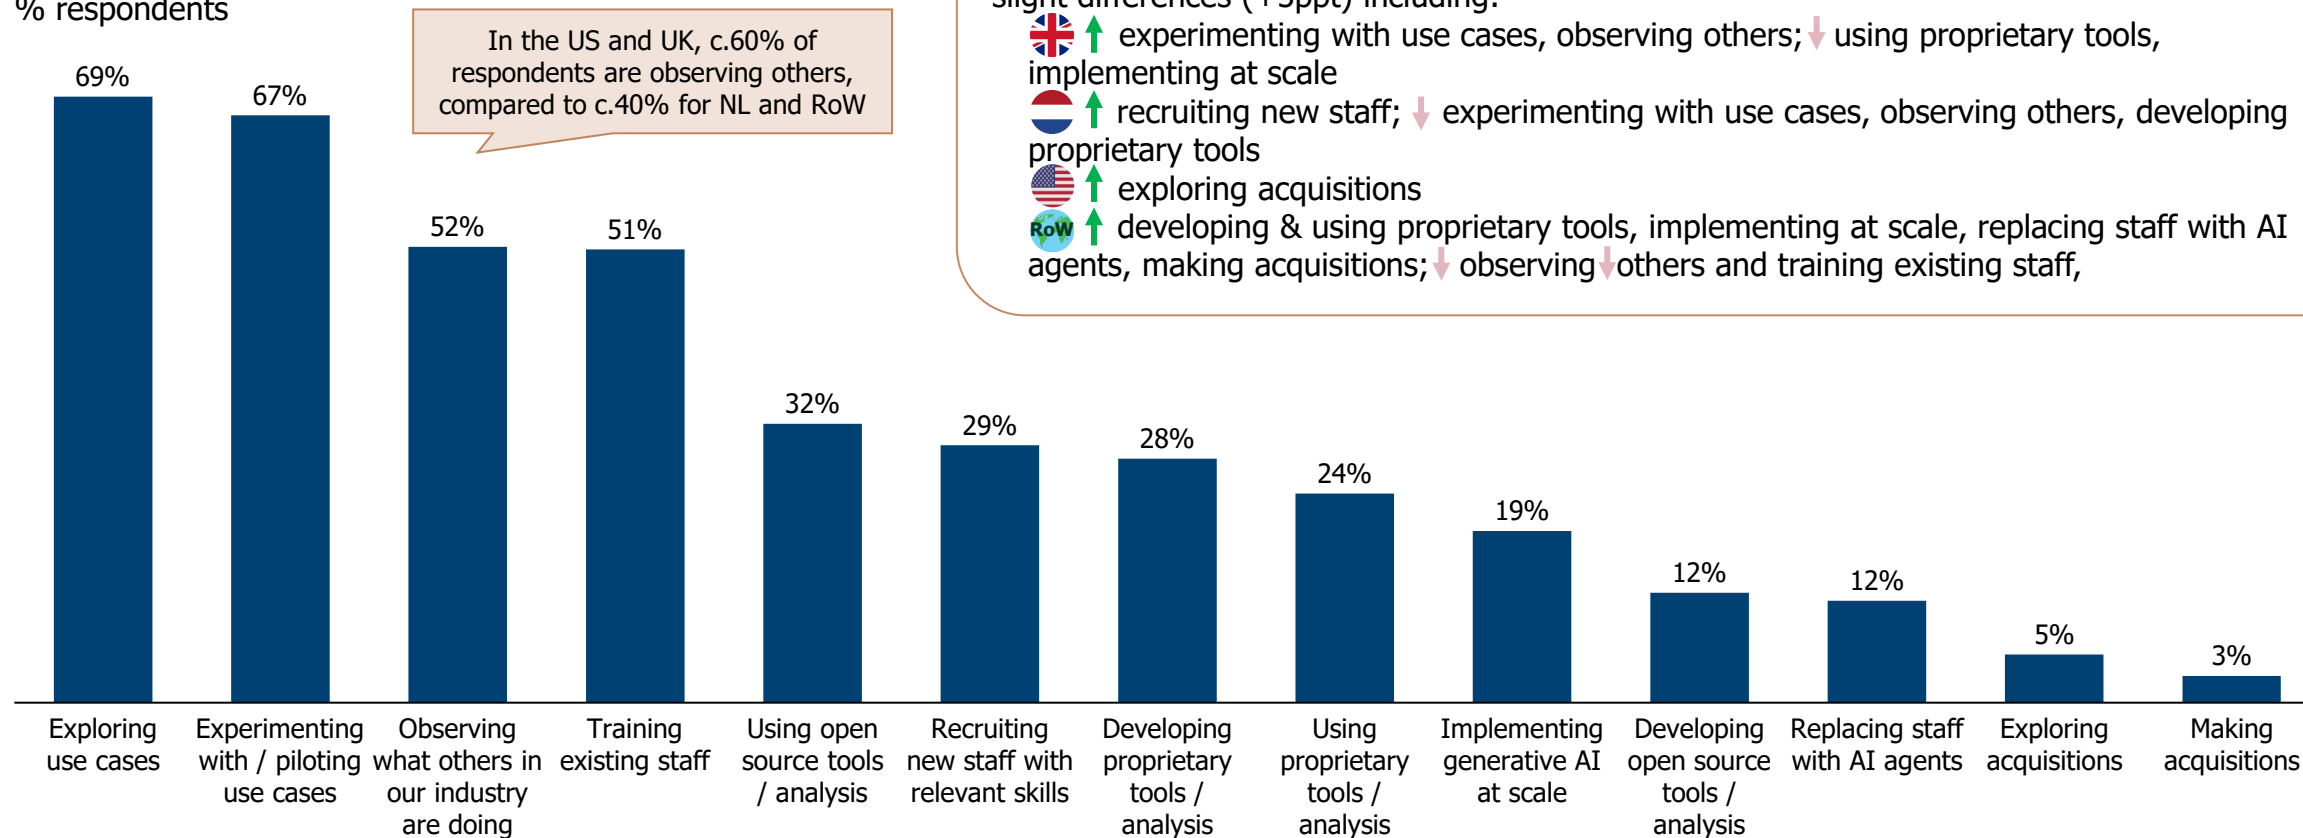 % respondents
In the US and UK, c.60% of
respondents are observing others,
compared to c.40% for NL and RoW
experimenting with use cases, observing others; using proprietary tools,
implementing at scale
recruiting new staff; experimenting with use cases, observing others, developing
proprietary tools
exploring acquisitions
RoW developing & using proprietary tools, implementing at scale, replacing staff with AI
agents, making acquisitions; observing others and training existing staff,
69%
67%
52%
51%
32%
29%
28%
24%
19%
12%
12%
5%
3%
Exploring
use cases
Experimenting
with / piloting
use cases
Observing
what others in
our industry
are doing
Training
existing staff
Using open
source tools
/ analysis
Recruiting
new staff with
relevant skills
Developing
proprietary
tools /
analysis
Using
proprietary
tools /
analysis
Implementing
generative AI
at scale
Developing
open source
tools /
analysis
Replacing staff
with AI agents
Exploring
acquisitions
Making
acquisitions